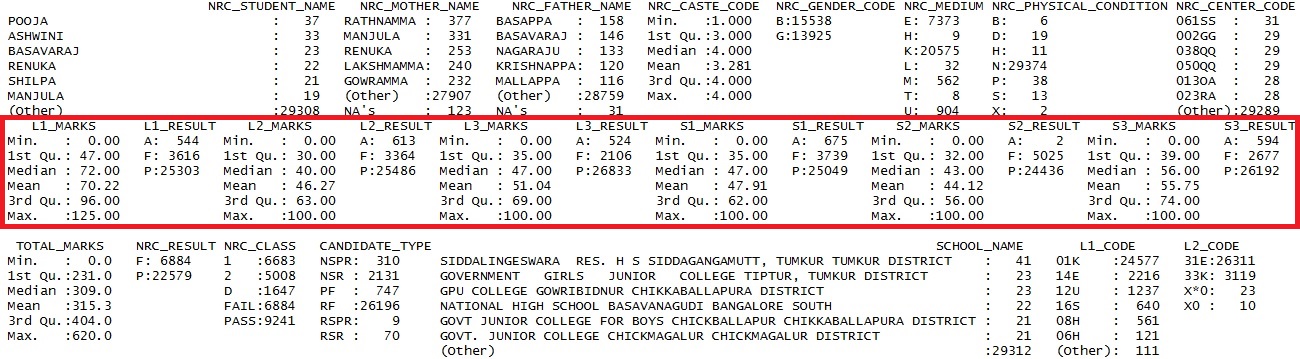 NRC_STUDENT_NAME NRC_MOTHER_NAME NRC_FATHER_NAME NRC_CASTE_CODE NRC_GENDER_CODE NRC_MEDIUM NRC_PHYSICAL_CONDITION NRC_CENTER_CODE
POOJA : 37 RATHNAMMA : 377 BASAPPA : 158 Min. :1.000 B:15538 E: 7373 B: 6 061SS : 31
ASHWINI : 33 MANJULA : 331 BASAVARAJ : 146 1st Qu.:3.000 G:13925 H: 9 D: 19 002GG : 29
BASAVARAJ : 23 RENUKA : 253 NAGARAJU : 133 Median :4.000 K:20575 H: 11 038QQ : 29
RENUKA : 22 LAKSHMAMMA: 240 KRISHNAPPA: 120 Mean :3.281 L: 32 N:29374 050QQ : 29
SHILPA : 21 GOWRAMMA : 232 MALLAPPA : 116 3rd Qu.:4.000 M: 562 P: 38 013OA : 28
MANJULA : 19 (Other) :27907 (Other) :28759 Max. :4.000 T: 8 S: 13 023RA : 28
(Other) :29308 NA's : 123 NA's : 31 U: 904 X: 2 (Other):29289
L1_MARKS L1_RESULT L2_MARKS L2_RESULT L3_MARKS L3_RESULT S1_MARKS S1_RESULT S2_MARKS S2_RESULT S3_MARKS S3_RESULT
Min. : 0.00 A: 544 Min. : 0.00 A: 613 Min. : 0.00 A: 524 Min. : 0.00 A: 675 Min. : 0.00 A: 2 Min. : 0.00 A: 594
1st Qu.: 47.00 F: 3616 1st Qu.: 30.00 F: 3364 1st Qu.: 35.00 F: 2106 1st Qu.: 35.00 F: 3739 1st Qu.: 32.00 F: 5025 1st Qu.: 39.00 F: 2677
Median : 72.00 P:25303 Median : 40.00 P:25486 Median : 47.00 P:26833 Median : 47.00 P:25049 Median : 43.00 P:24436 Median : 56.00 P:26192
Mean : 70.22 Mean : 46.27 Mean : 51.04 Mean : 47.91 Mean : 44.12 Mean : 55.75
3rd Qu.: 96.00 3rd Qu.: 63.00 3rd Qu.: 69.00 3rd Qu.: 62.00 3rd Qu.: 56.00 3rd Qu.: 74.00
Max. :125.00 Max. :100.00 Max. :100.00 Max. :100.00 Max. :100.00 Max. :100.00
TOTAL_MARKS NRC_RESULT NRC_CLASS CANDIDATE_TYPE SCHOOL_NAME L1_CODE L2_CODE
Min. : 0.0 F: 6884 1 :6683 NSPR: 310 SIDDALINGESWARA RES. H S SIDDAGANGAMUTT, TUMKUR TUMKUR DISTRICT : 41 01K :24577 31E:26311
1st Qu.:231.0 P:22579 2 :5008 NSR : 2131 GOVERNMENT GIRLS JUNIOR COLLEGE TIPTUR, TUMKUR DISTRICT : 23 14E : 2216 33K: 3119
Median :309.0 D :1647 PF : 747 GPU COLLEGE GOWRIBIDNUR CHIKKABALLAPURA DISTRICT : 23 12U : 1237 X*0: 23
Mean :315.3 FAIL:6884 RF :26196 NATIONAL HIGH SCHOOL BASAVANAGUDI BANGALORE SOUTH : 22 16S : 640 X0 : 10
3rd Qu.:404.0 PASS:9241 RSPR: 9 GOVT JUNIOR COLLEGE FOR BOYS CHICKBALLAPUR CHIKKABALLAPURA DISTRICT : 21 08H : 561
Max. :620.0 RSR : 70 GOVT. JUNIOR COLLEGE CHICKMAGALUR CHICKMAGALUR DISTRICT : 21 06H : 121
(Other) :29312 (Other): 111